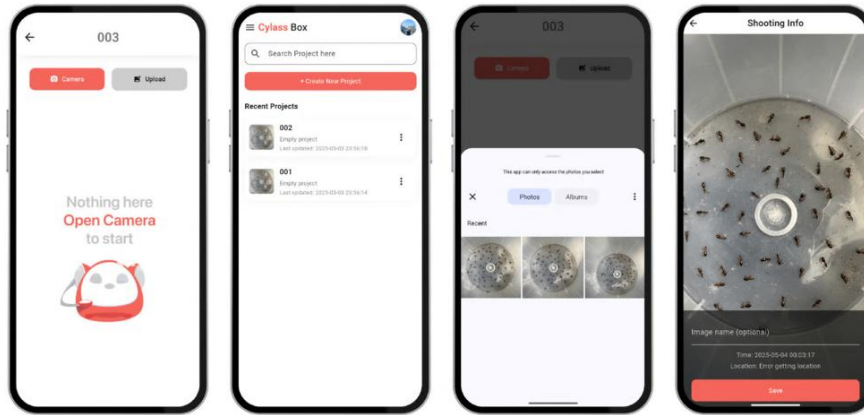 003
Camera
Upload
Nothing here
Open Camera
to start
Cylass Box
Search Project here
+ Create New Project
Recent Projects
002
Empty project
Last updated: 2025-05-03 23:56:18
001
Empty project
Last updated: 2025-05-03 23:56:14
003
Camera
Upload
This app can only access the photos you select
Photos
Albums
Recent
Shooting Info
Image name (optional)
Time: 2025-05-04 00:03:17
Location: Error getting location
Save